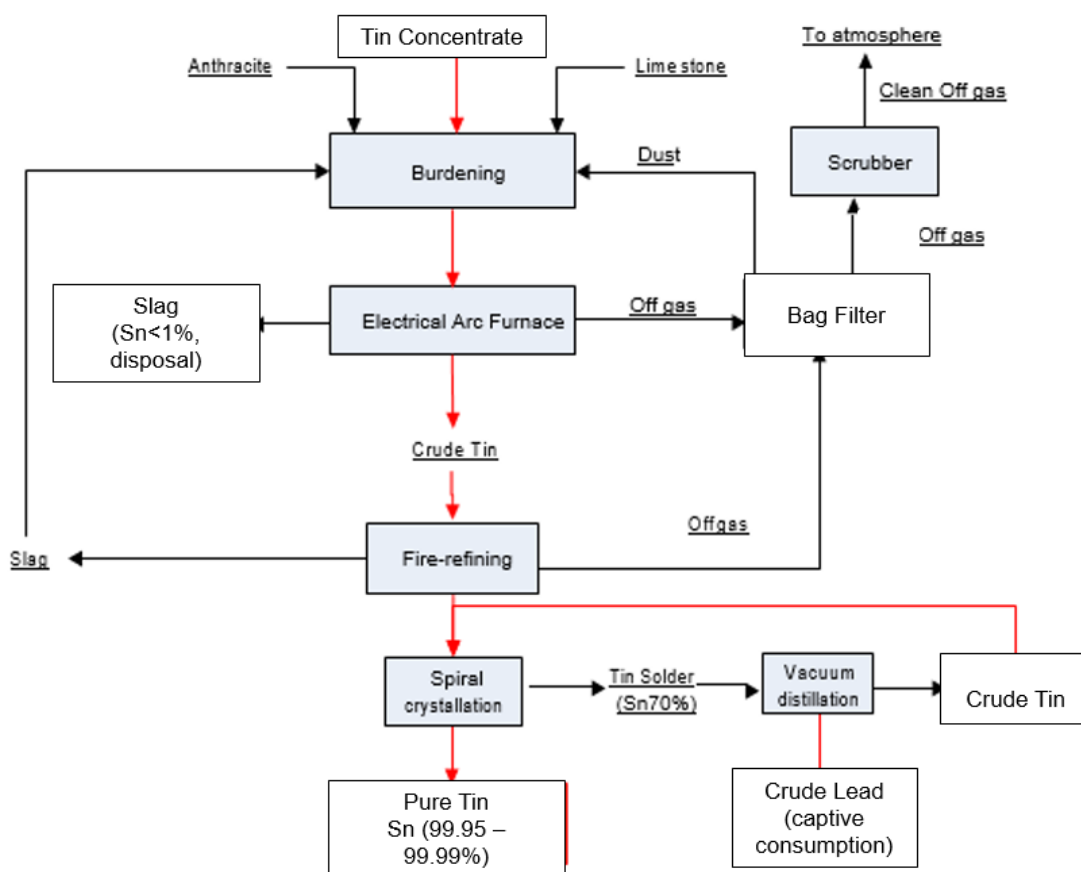 Tin Concentrate
To atmosphere
Anthracite
Lime stone
Clean Off gas
Burdening
Dust
Scrubber
Off gas
Slag
(Sn<1%,
disposal)
Electrical Arc Furnace
Off gas
Bag Filter
Crude Tin
Offgas
Slag
Fire-refining
Spiral
crystallation
Tin Solder
(Sn70%)
Vacuum
distillation
Crude Tin
Pure Tin
Sn (99.95 –
99.99%)
Crude Lead
(captive
consumption)